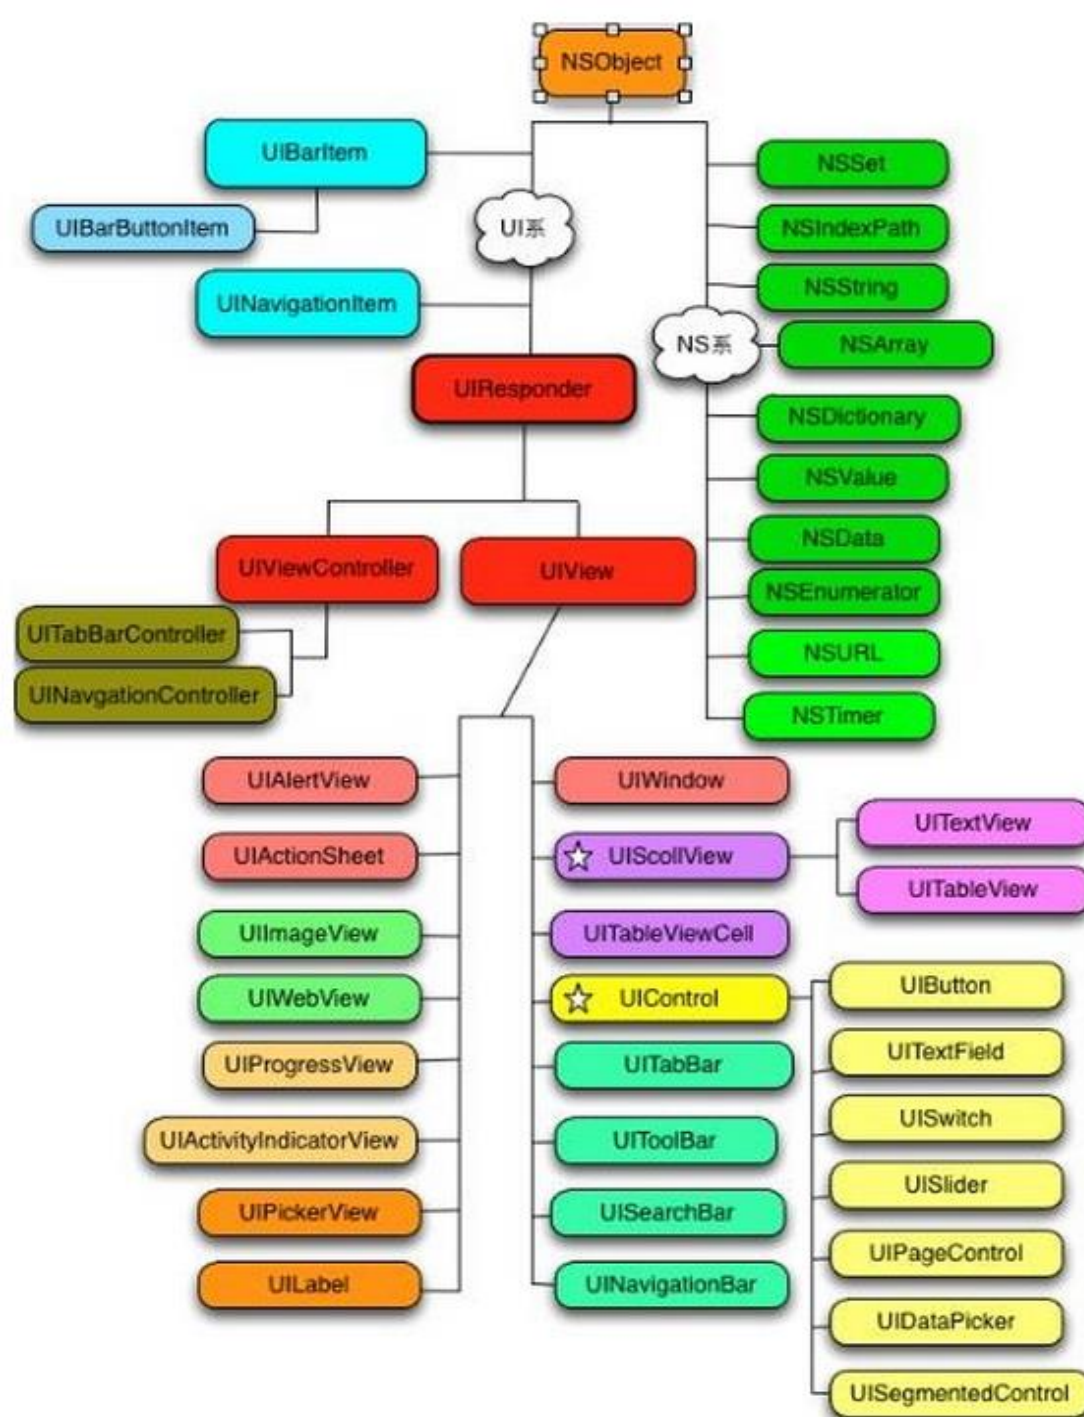 NSObject
UIBarItem
UIBarButtonItem
UI系
UINavigationItem
UIResponder
NSSet
NSIndexPath
NSString
NS系
NSArray
NSDictionary
NSValue
NSData
NSEnumerator
NSURL
NSTimer
UIViewController
UIView
UITabBarController
UINavgationController
UIAlertView
UIActionSheet
UIImageView
UIWebView
UIProgressView
UIActivityIndicatorView
UIPickerView
UILabel
UIWindow
UIScollView
UITableViewCell
UIControl
UITabBar
UIToolBar
UISearchBar
UINavigationBar
UITextView
UITableView
UIButton
UITextField
UISwitch
UISlider
UIPageControl
UIDataPicker
UISegmentedControl